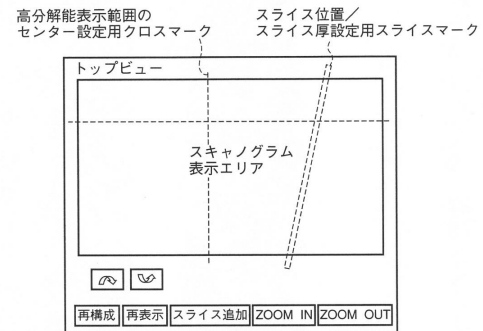 高分解能表示範囲の
センター設定用クロスマーク
スライス位置／
スライス厚設定用スライスマーク
トップビュー
スキャノグラム
表示エリア
再構成 再表示 スライス追加 ZOOM IN ZOOM OUT